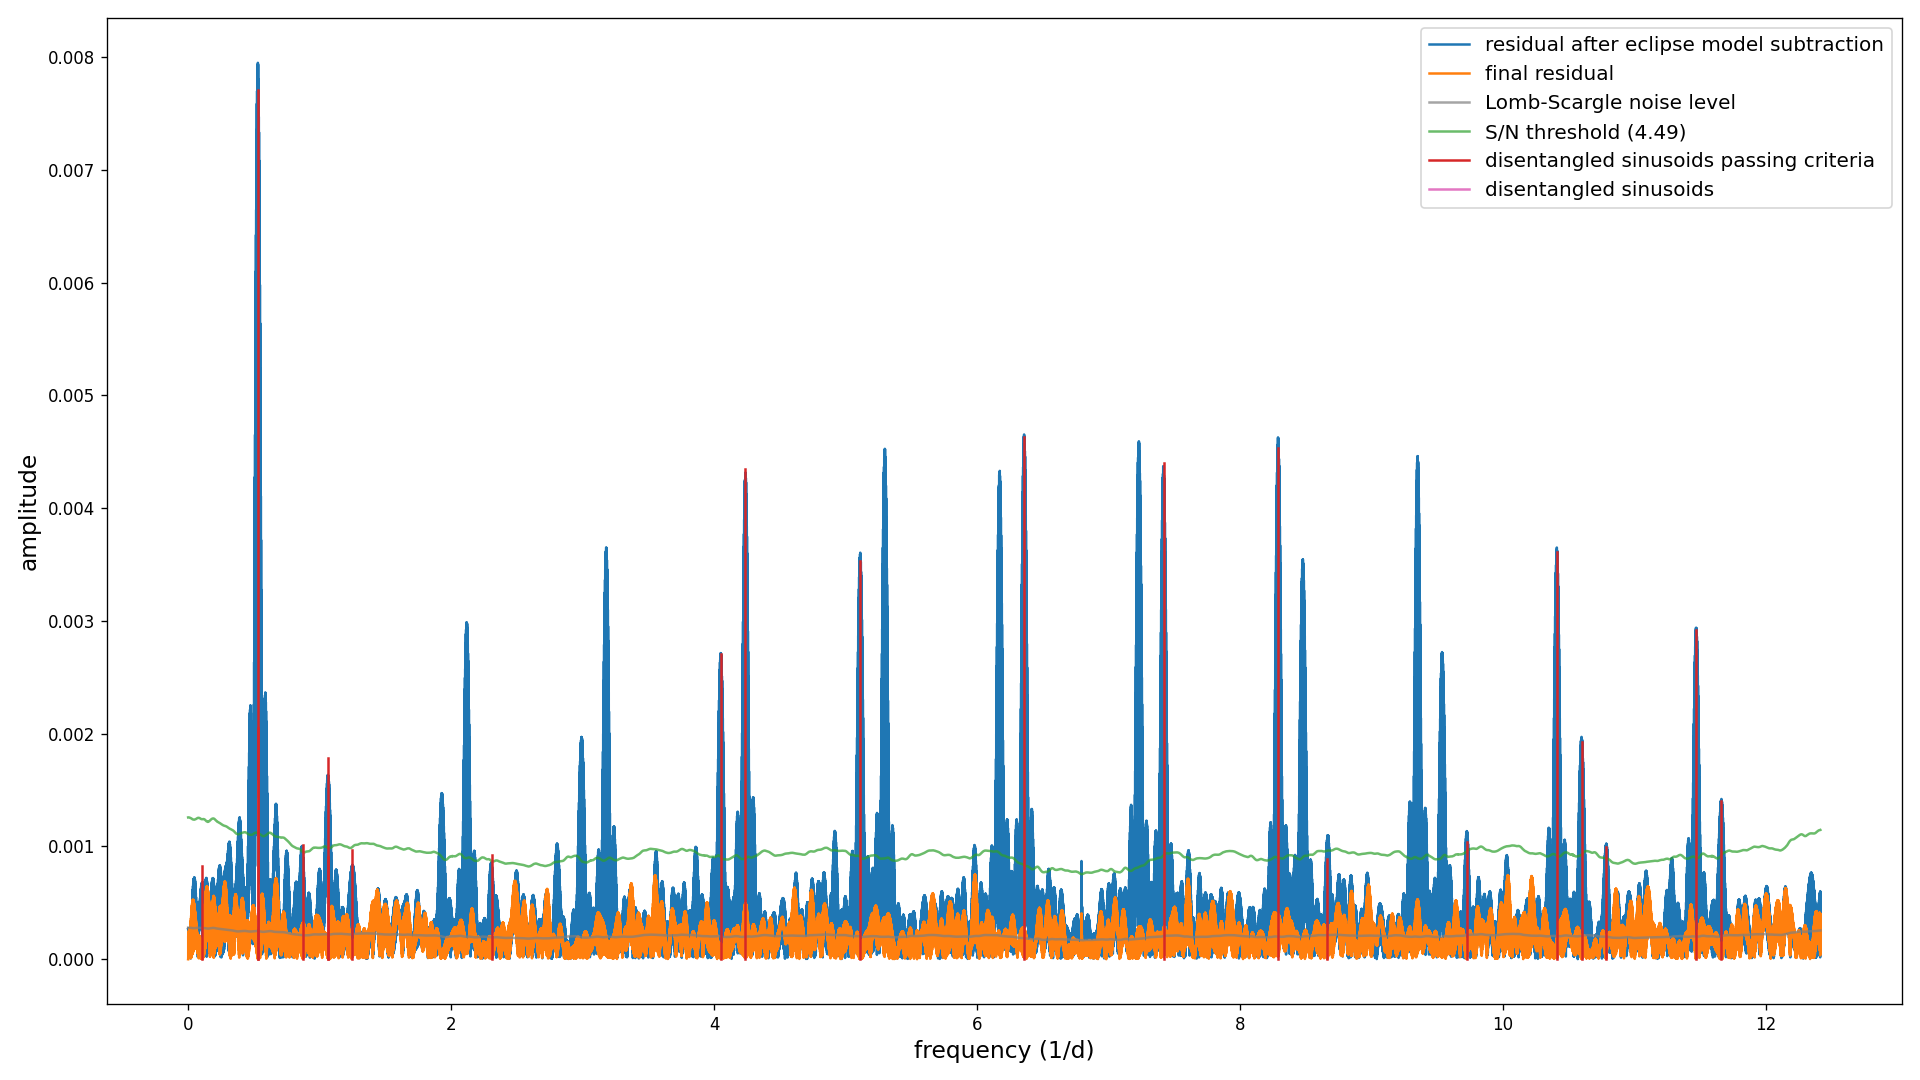 residual after eclipse model subtraction
final residual
Lomb-Scargle noise level
S/N threshold (4.49)
disentangled sinusoids passing criteria
disentangled sinusoids
amplitude
0.008
0.007
0.006
0.005
0.004
0.003
0.002
0.001
0.000
0 2 4 6 8 10 12
frequency (1/d)